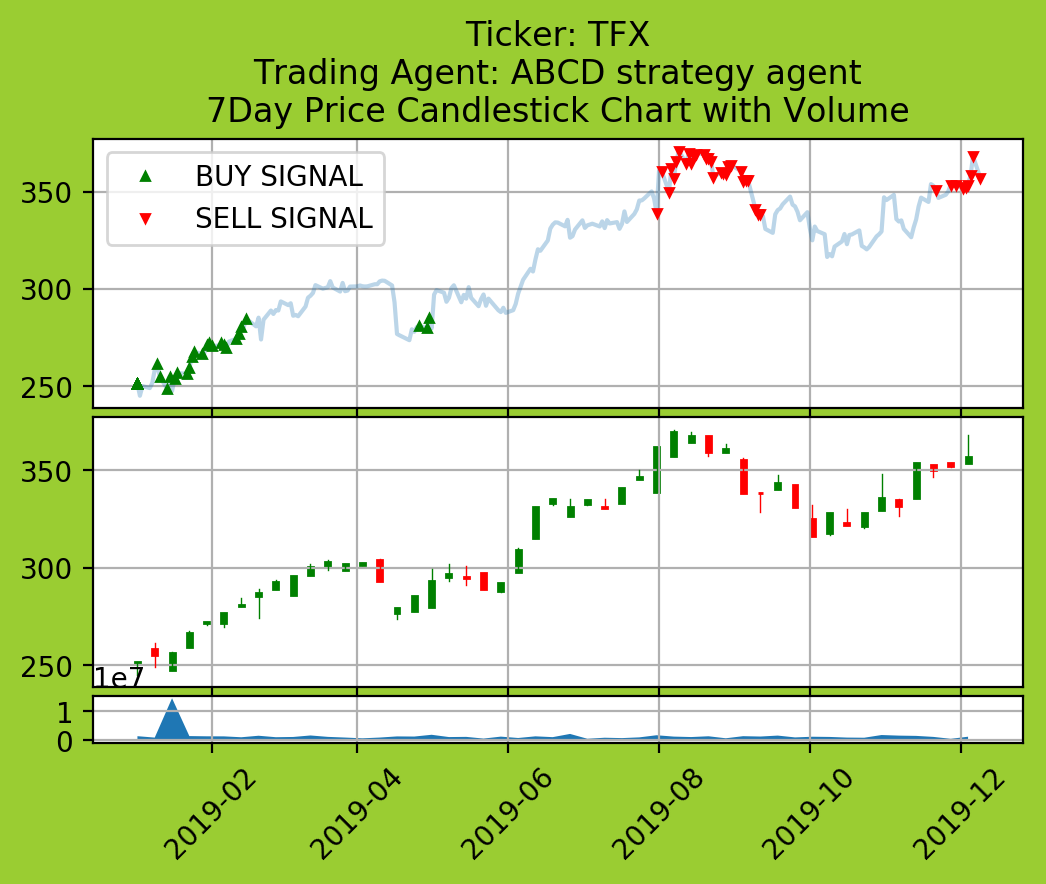 Ticker: TFX
Trading Agent: ABCD strategy agent
7Day Price Candlestick Chart with Volume
BUY SIGNAL
SELL SIGNAL
350
300
250
350
300
250
1e7
1
0
2019-02
2019-04
2019-06
2019-08
2019-10
2019-12